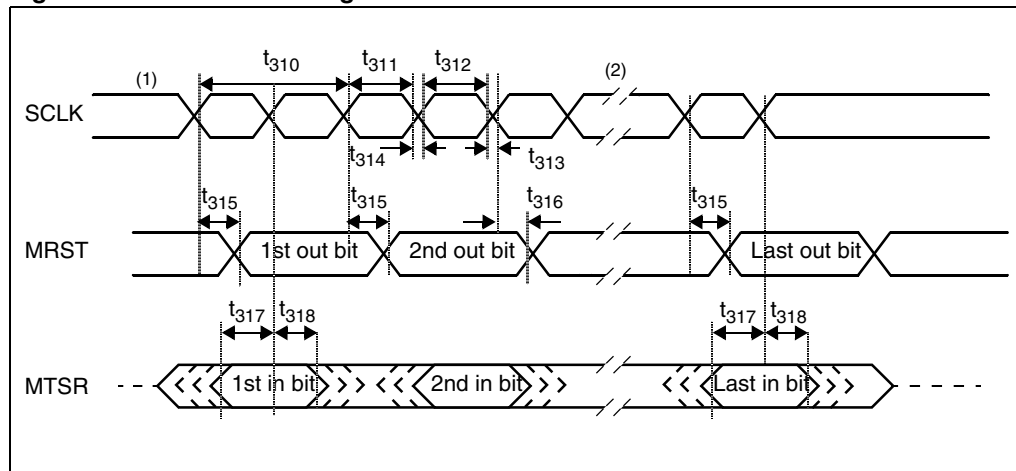 (1)
t310
t311
t312
(2)
SCLK
t314
t313
t315
t315
t316
t315
MRST
1st out bit
2nd out bit
Last out bit
t317
t318
t317
t318
MTSR
1st in bit
2nd in bit
Last in bit